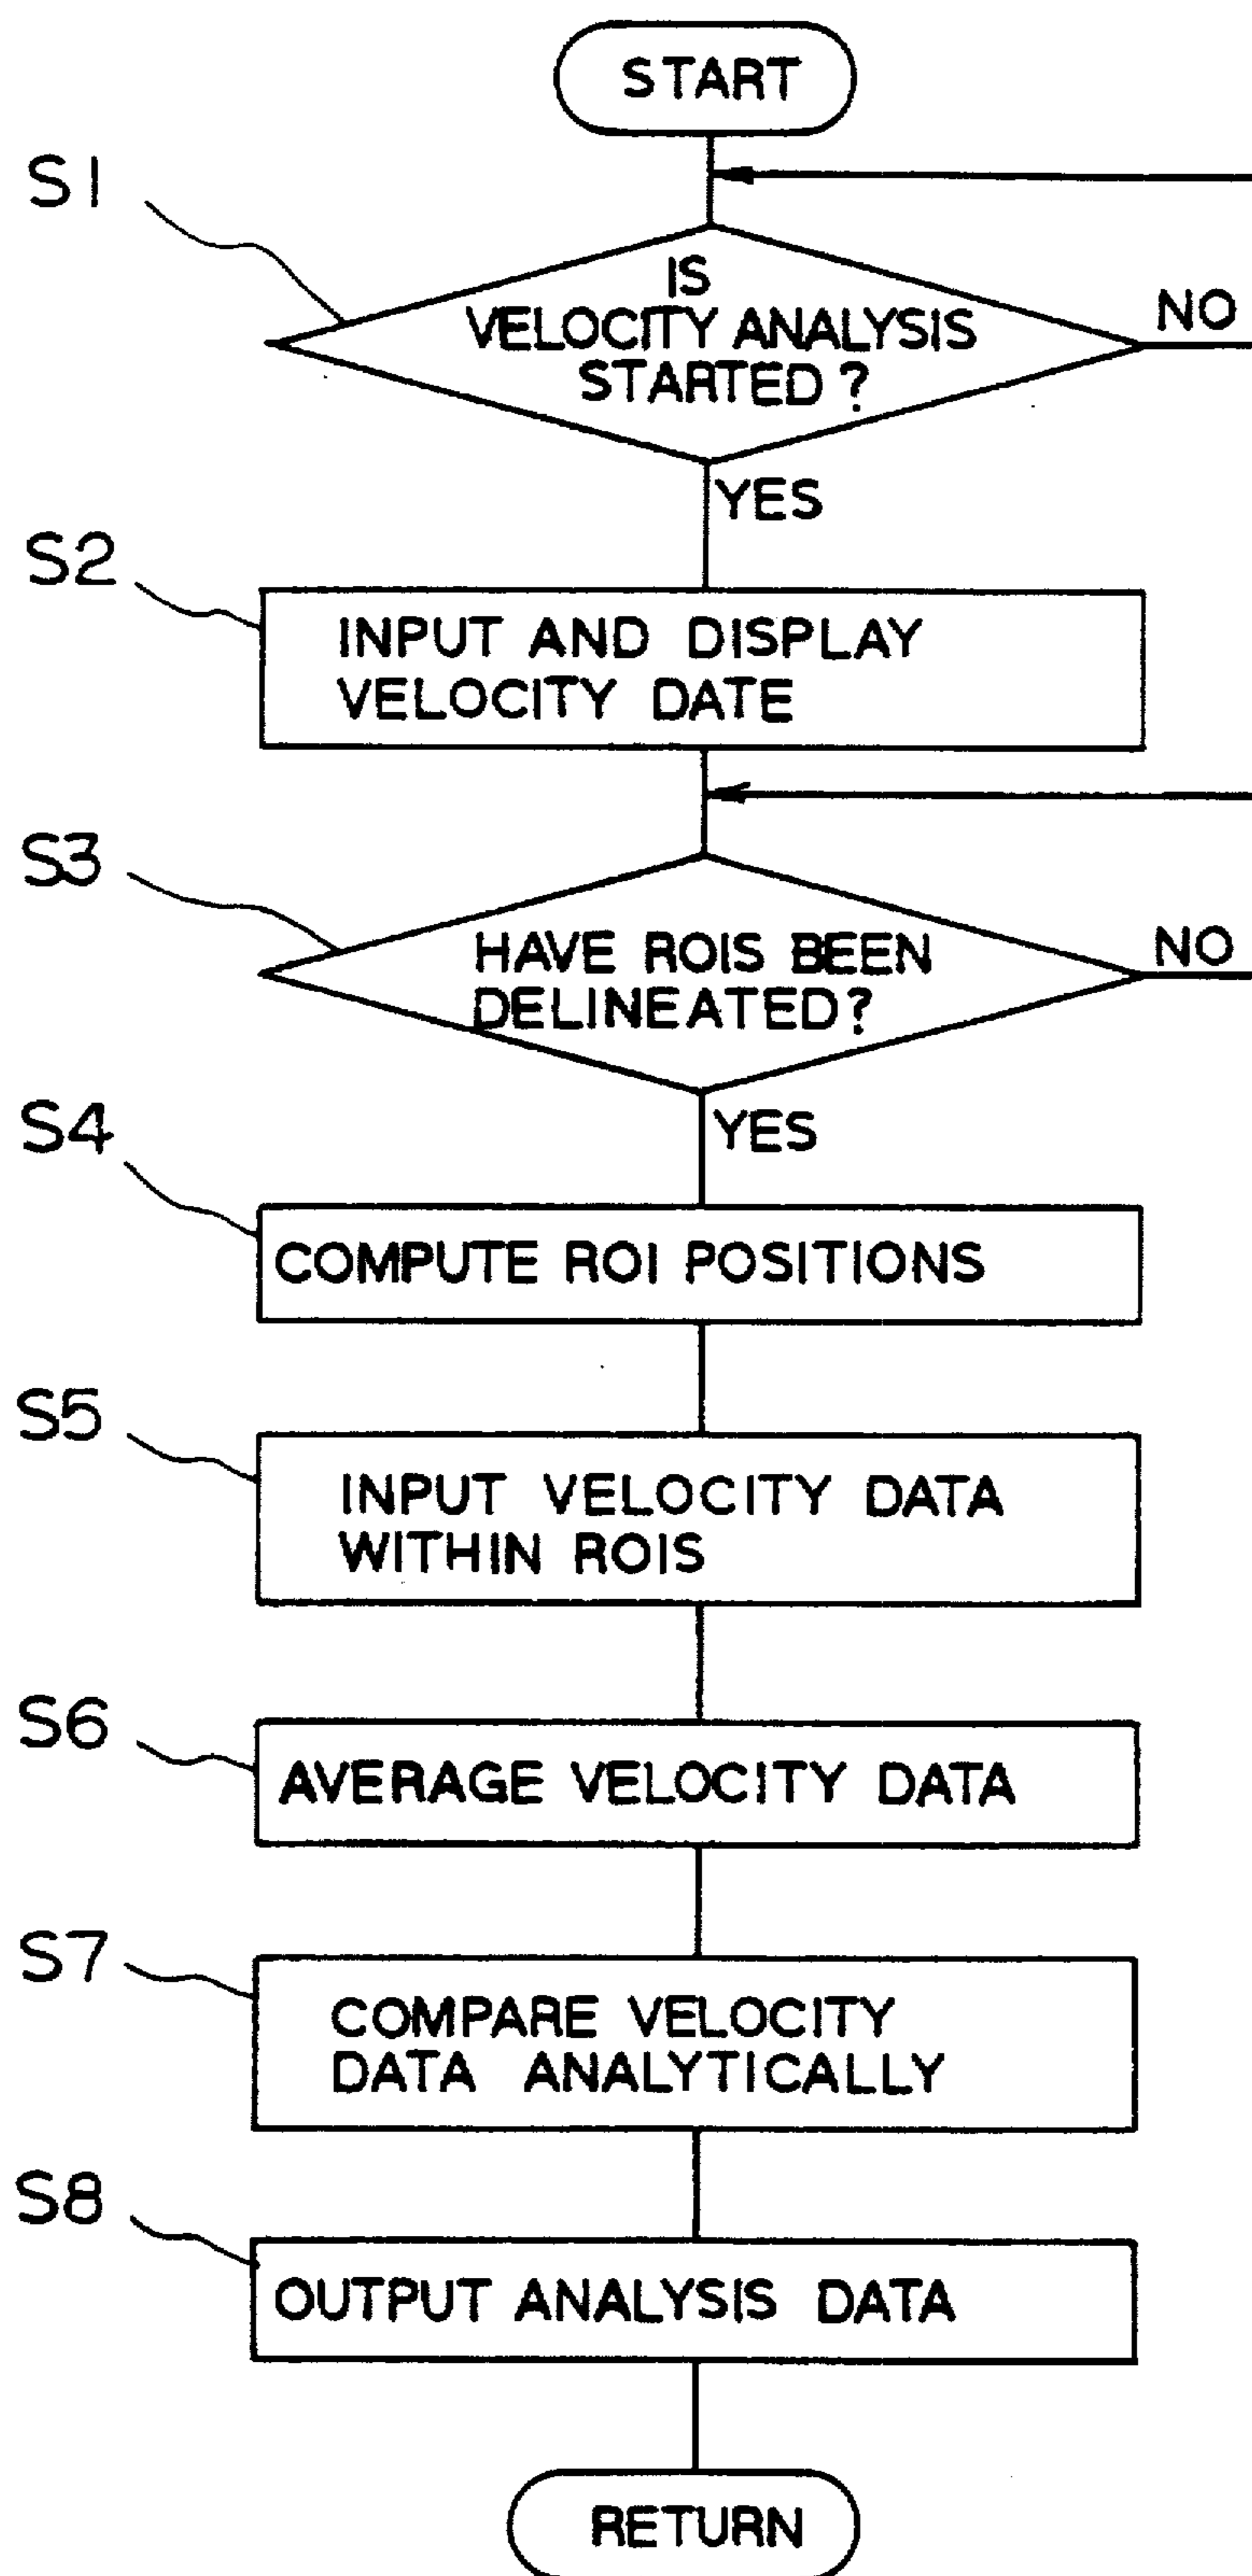 START
S1
IS
VELOCITY ANALYSIS
STARTED?
NO
YES
S2
INPUT AND DISPLAY
VELOCITY DATE
S3
HAVE ROIS BEEN
DELINEATED?
NO
YES
S4
COMPUTE ROI POSITIONS
S5
INPUT VELOCITY DATA
WITHIN ROIS
S6
AVERAGE VELOCITY DATA
S7
COMPARE VELOCITY
DATA ANALYTICALLY
S8
OUTPUT ANALYSIS DATA
RETURN